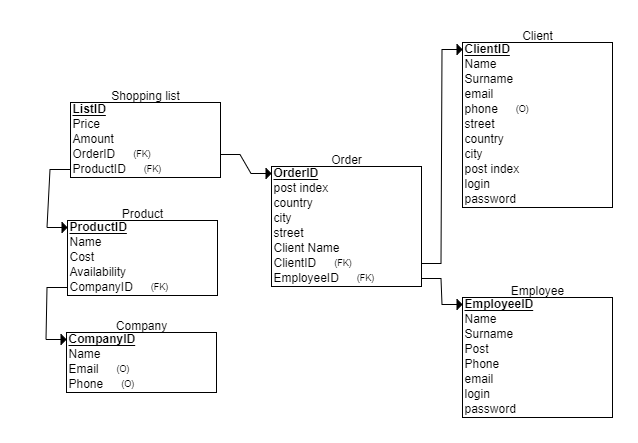 Shopping list
ListID
Price
Amount
OrderID (FK)
ProductID (FK)
Product
ProductID
Name
Cost
Availability
CompanyID (FK)
Company
CompanyID
Name
Email (O)
Phone (O)
Order
OrderID
post index
country
city
street
Client Name
ClientID (FK)
EmployeeID (FK)
Client
ClientID
Name
Surname
email
phone (O)
street
country
city
post index
login
password
Employee
EmployeeID
Name
Surname
Post
Phone
email
login
password